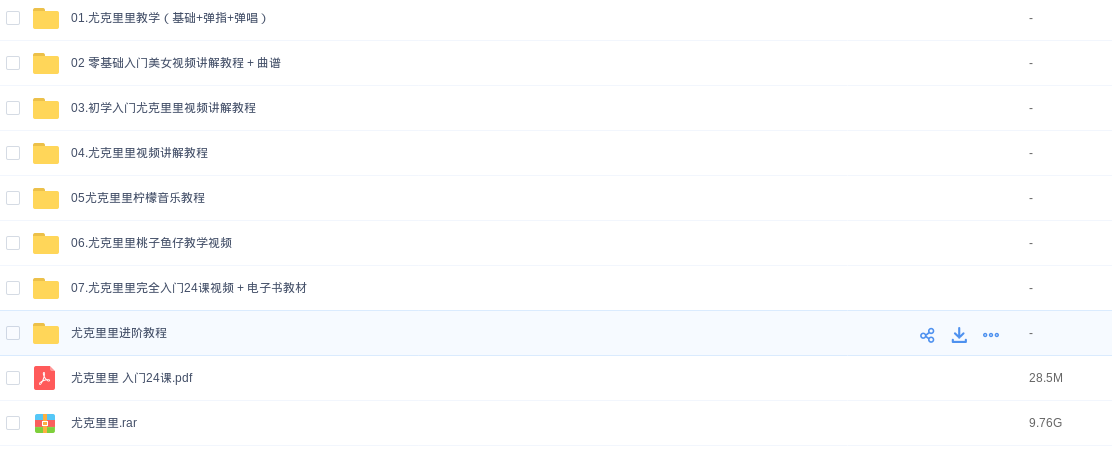 01.尤克里里教学（基础+弹指+弹唱） -
02 零基础入门美女视频讲解教程 + 曲谱 -
03.初学入门尤克里里视频讲解教程 -
04.尤克里里视频讲解教程 -
05尤克里里柠檬音乐教程 -
06.尤克里里桃子鱼仔教学视频 -
07.尤克里里完全入门24课视频 + 电子书教材 -
尤克里里进阶教程 -
尤克里里 入门24课.pdf 28.5M
尤克里里.rar 9.76G